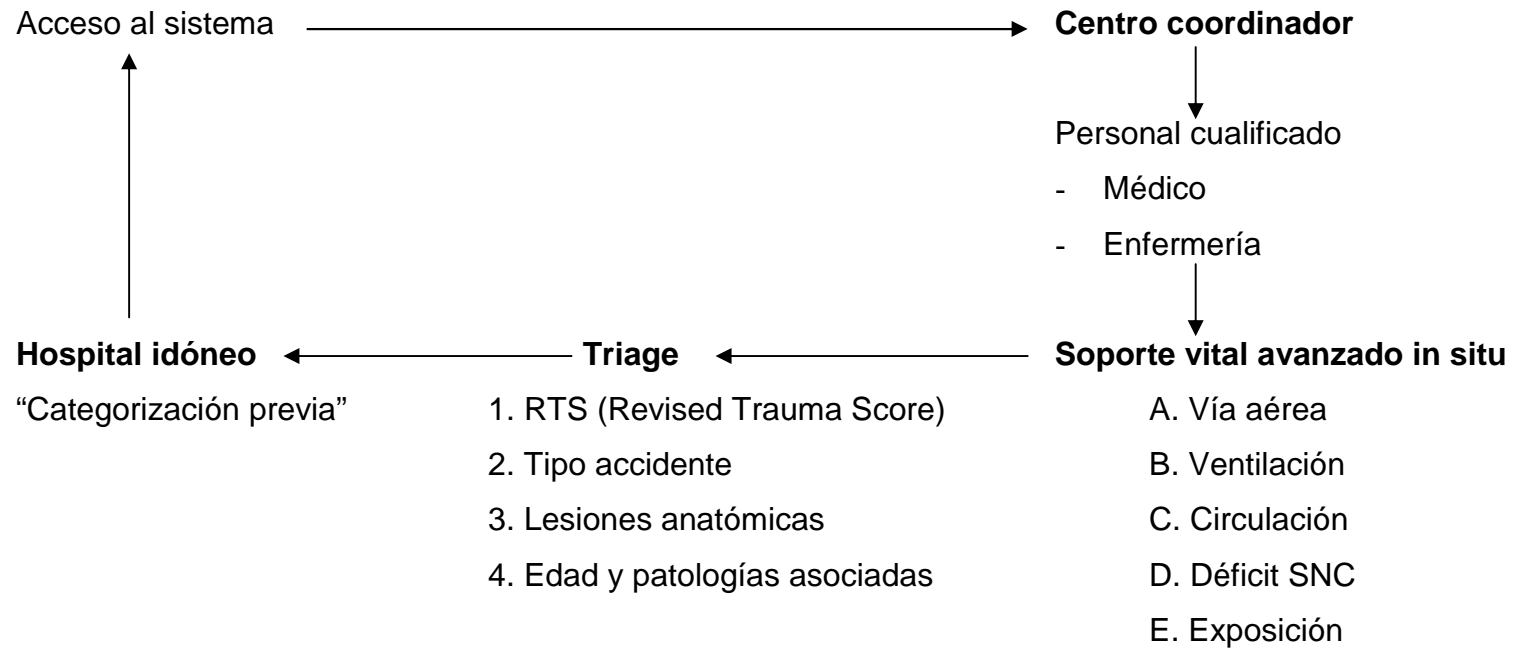 Acceso al sistema
Centro coordinador
Personal cualificado
- Médico
- Enfermería
Soporte vital avanzado in situ
A. Vía aérea
B. Ventilación
C. Circulación
D. Déficit SNC
E. Exposición
Triage
1. RTS (Revised Trauma Score)
2. Tipo accidente
3. Lesiones anatómicas
4. Edad y patologías asociadas
Hospital idóneo
“Categorización previa”